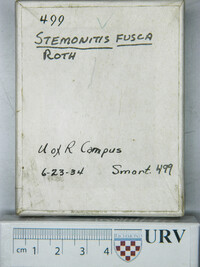 499
STEMONITIS FUSCA
ROTH
U of R Campus
6-23-34 Smart 499
cm 1 2 3 4
URV